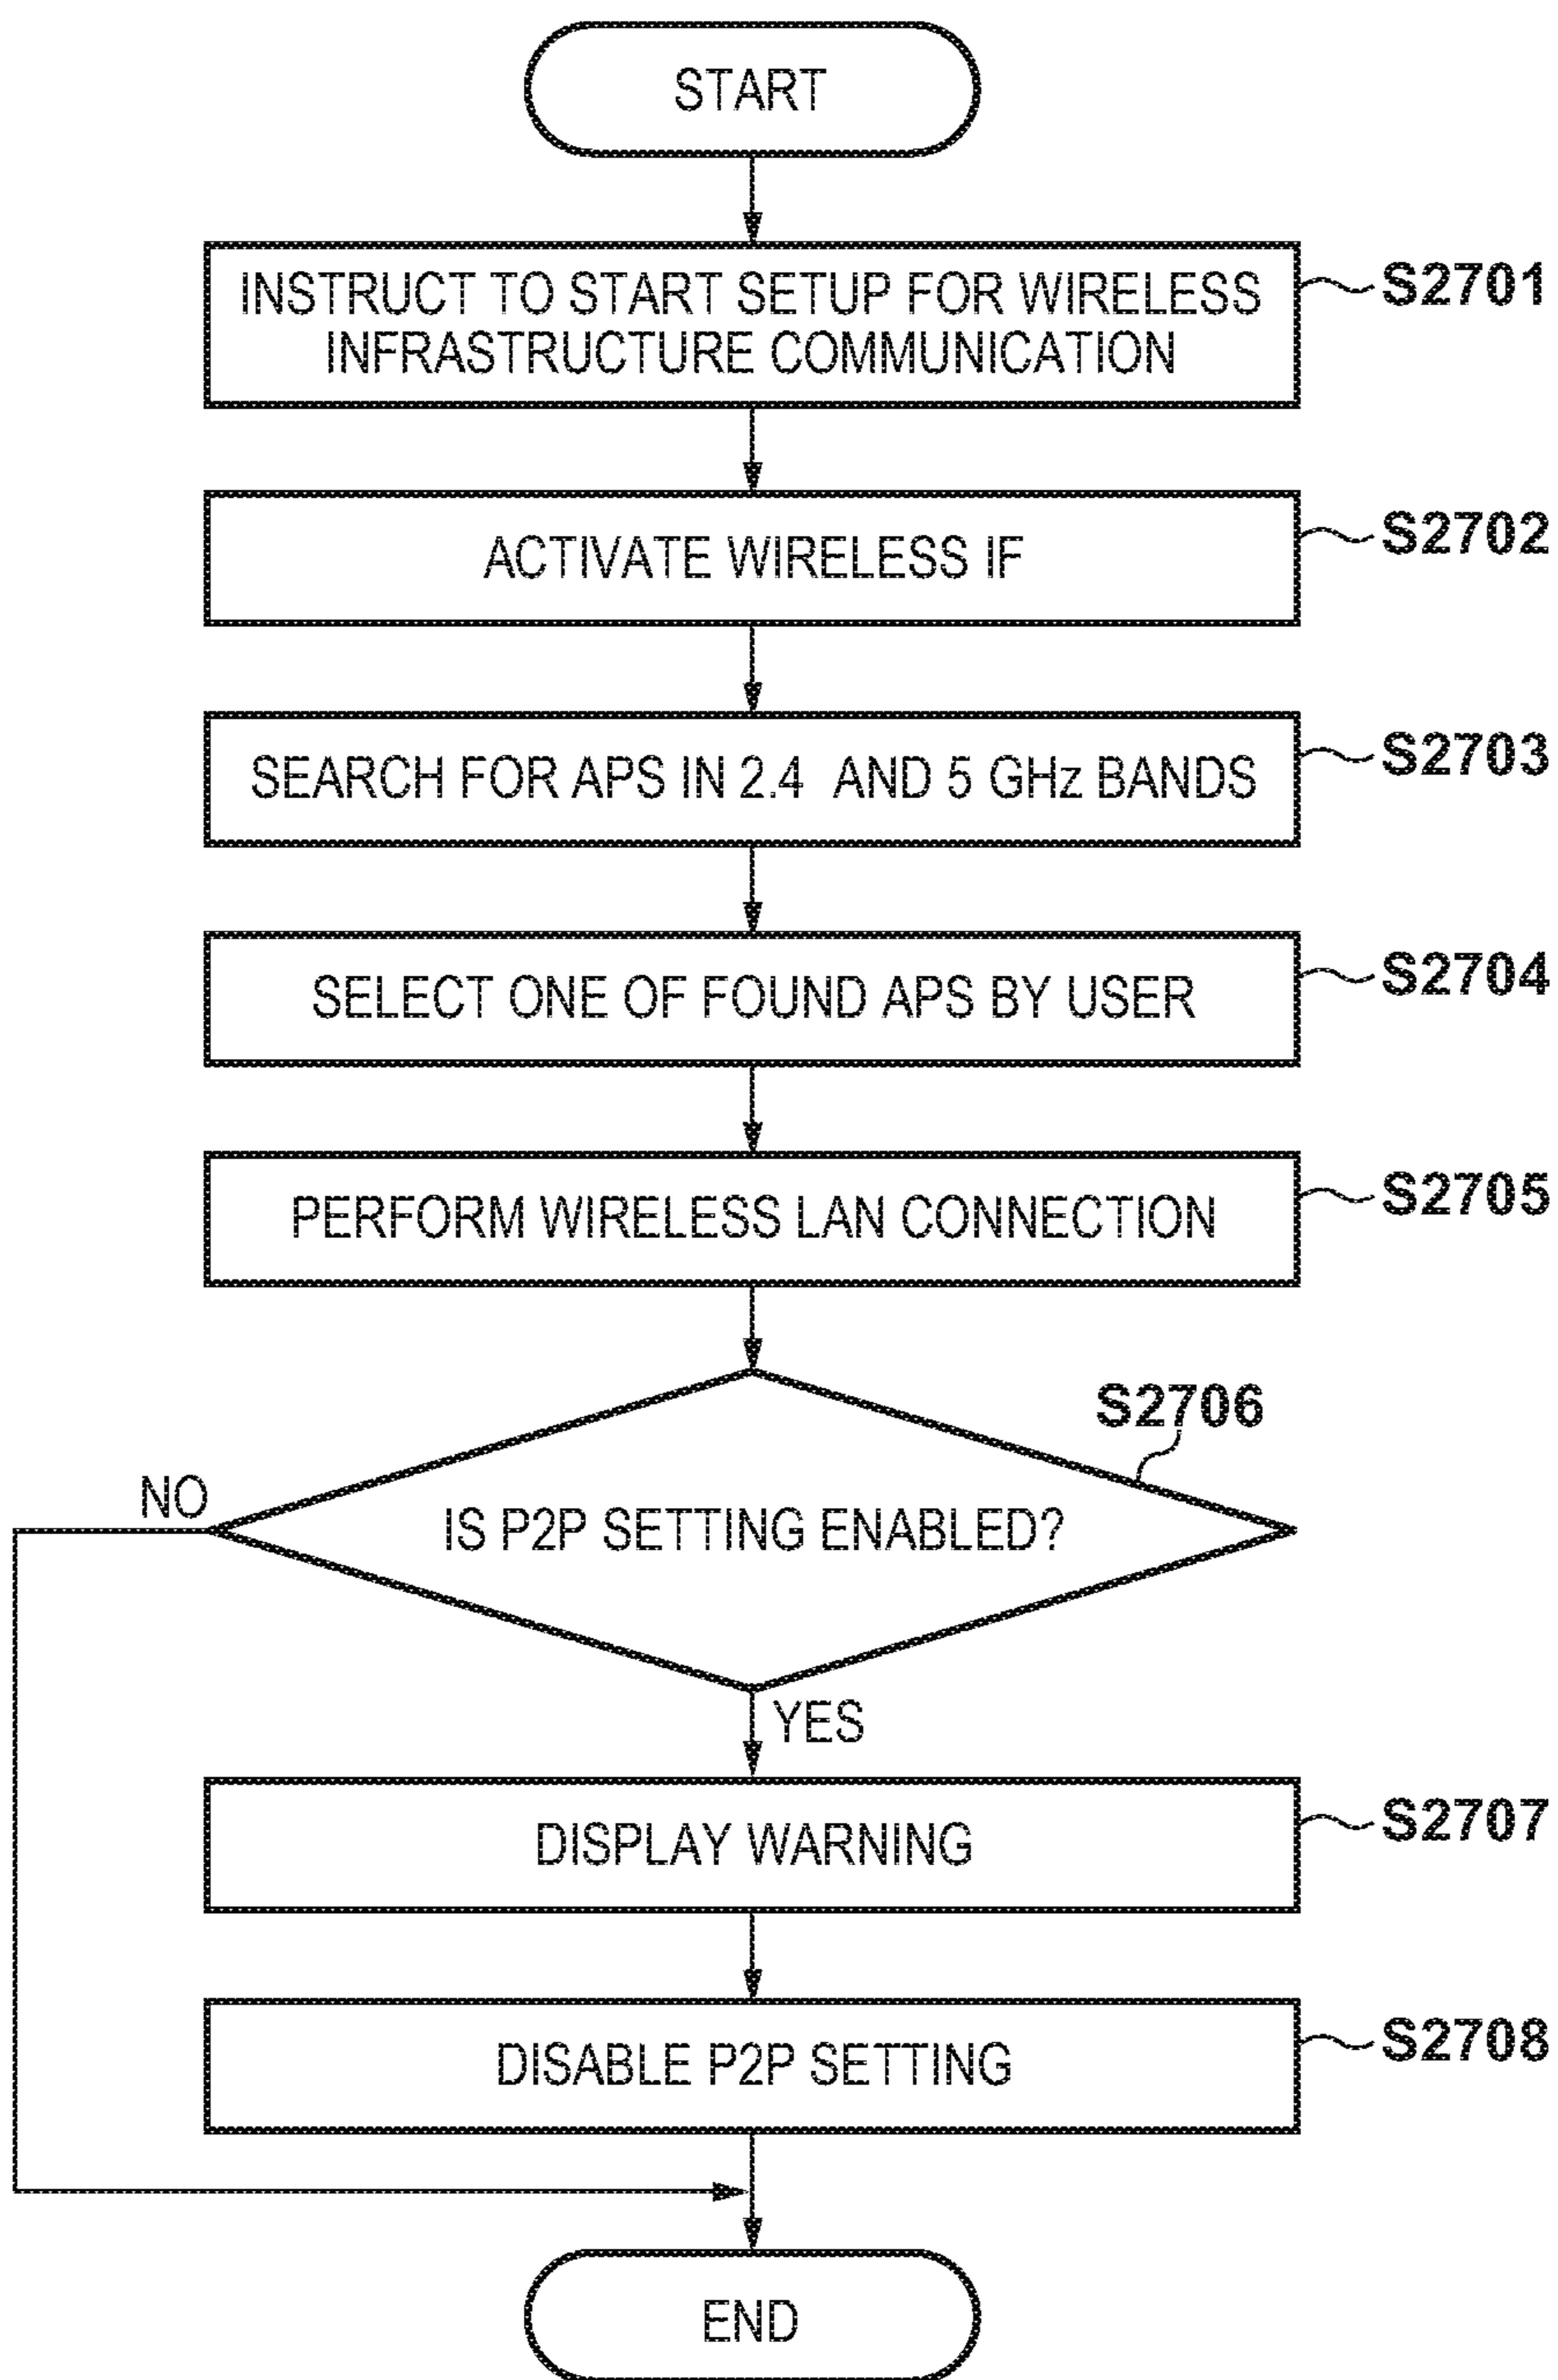 START
INSTRUCT TO START SETUP FOR WIRELESS
INFRASTRUCTURE COMMUNICATION
S2701
ACTIVATE WIRELESS IF
S2702
SEARCH FOR APS IN 2.4 AND 5 GHz BANDS
S2703
SELECT ONE OF FOUND APS BY USER
S2704
PERFORM WIRELESS LAN CONNECTION
S2705
S2706
NO
IS P2P SETTING ENABLED?
YES
DISPLAY WARNING
S2707
DISABLE P2P SETTING
S2708
END